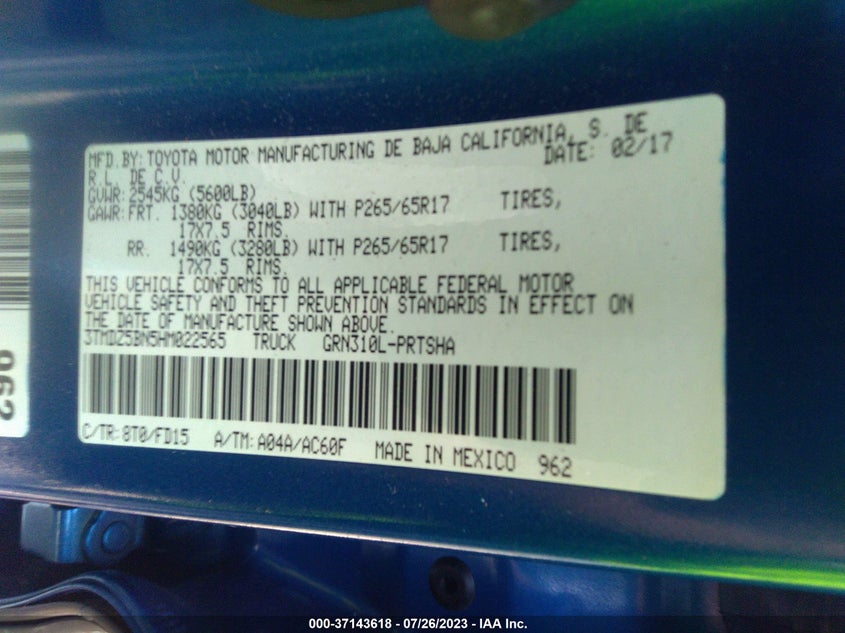 MFD.BY:TOYOTA MOTOR MANUFACTURING DE BAJA CALIFORNIA, S. DE
R.L. DE C.V. DATE: 02/17
GVWR:2545KG (5600LB)
GAWR:FRT. 1380KG (3040LB) WITH P265/65R17 TIRES,
17X7.5 RIMS.
RR. 1490KG (3280LB) WITH P265/65R17 TIRES,
17X7.5 RIMS.
THIS VEHICLE CONFORMS TO ALL APPLICABLE FEDERAL MOTOR
VEHICLE SAFETY AND THEFT PREVENTION STANDARDS IN EFFECT ON
THE DATE OF MANUFACTURE SHOWN ABOVE.
3TMDZ5BN5HM022565 TRUCK GRN310L-PRTSHA
C/TR:8T0/FD15 A/TM:A04A/AC60F MADE IN MEXICO 962
962
000-37143618 - 07/26/2023 - IAA Inc.